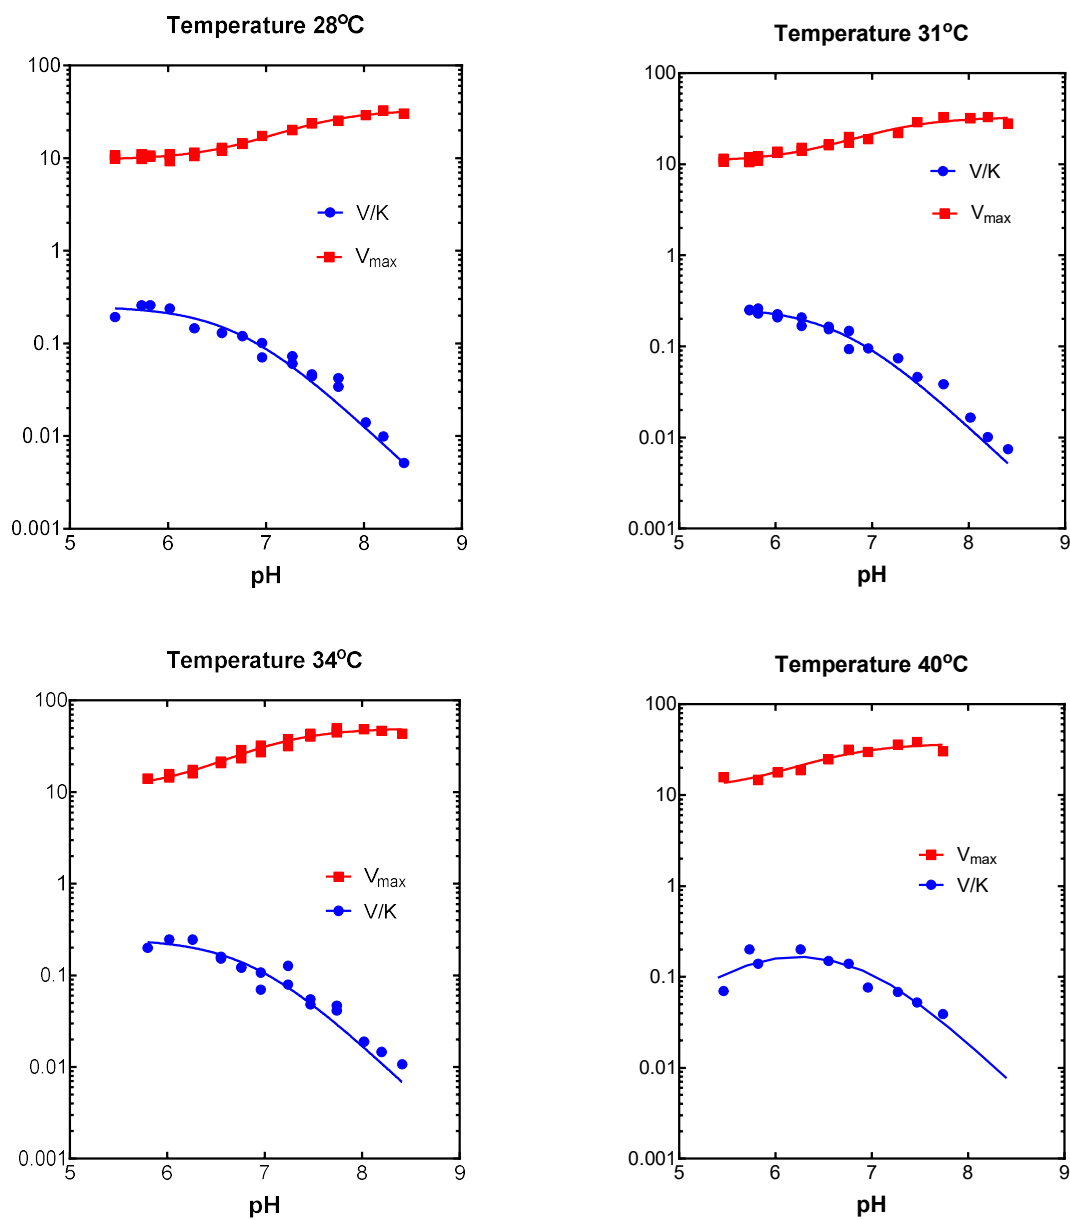 Temperature 28°C
100
10
1
0.1
0.01
0.001
V/K
Vmax
5 6 7 8 9
pH
Temperature 31°C
100
10
1
0.1
0.01
0.001
V/K
Vmax
5 6 7 8 9
pH
Temperature 34°C
100
10
1
0.1
0.01
0.001
Vmax
V/K
5 6 7 8 9
pH
Temperature 40°C
100
10
1
0.1
0.01
0.001
Vmax
V/K
5 6 7 8 9
pH